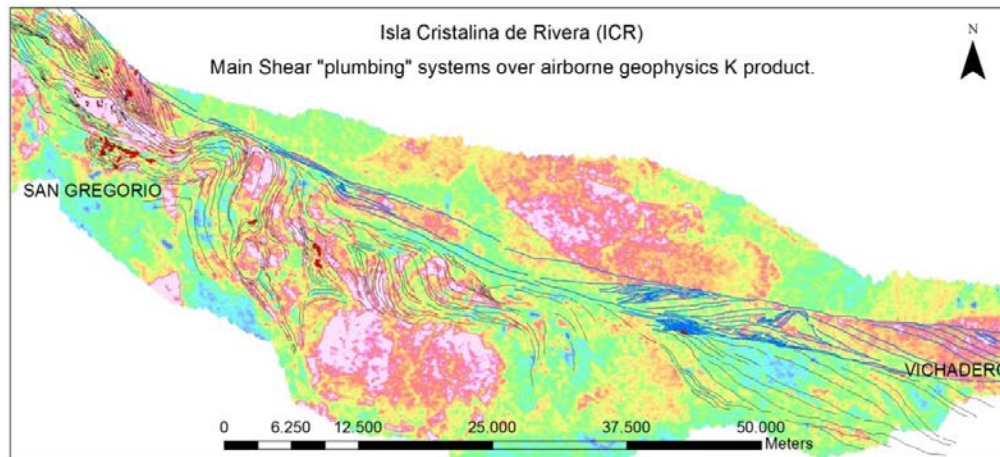 Isla Cristalina de Rivera (ICR)
Main Shear "plumbing" systems over airborne geophysics K product.
N
SAN GREGORIO
VICHADERO
0 6.250 12.500 25.000 37.500 50.000
Meters